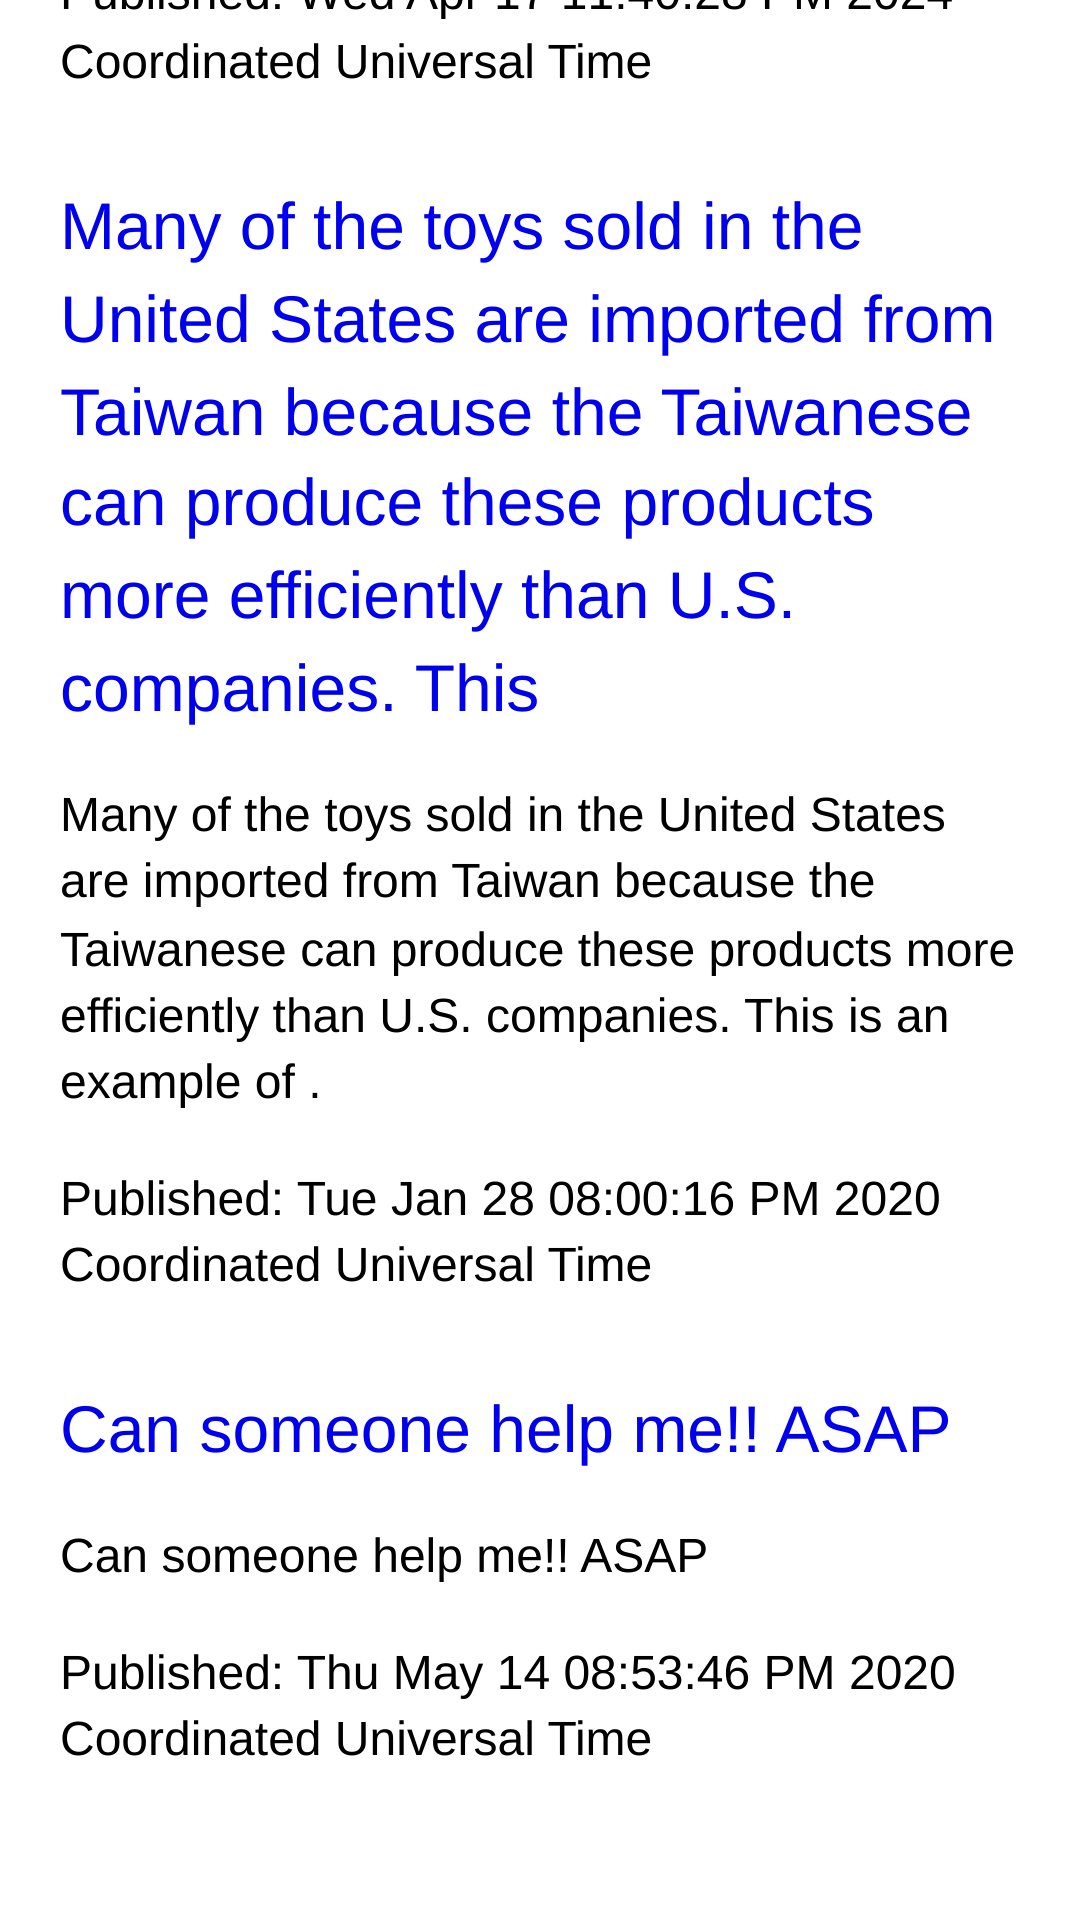 Published: Wed Apr 17 11:40:28 PM 2024
Coordinated Universal Time
Many of the toys sold in the
United States are imported from
Taiwan because the Taiwanese
can produce these products
more efficiently than U.S.
companies. This
Many of the toys sold in the United States
are imported from Taiwan because the
Taiwanese can produce these products more
efficiently than U.S. companies. This is an
example of .
Published: Tue Jan 28 08:00:16 PM 2020
Coordinated Universal Time
Can someone help me!! ASAP
Can someone help me!! ASAP
Published: Thu May 14 08:53:46 PM 2020
Coordinated Universal Time